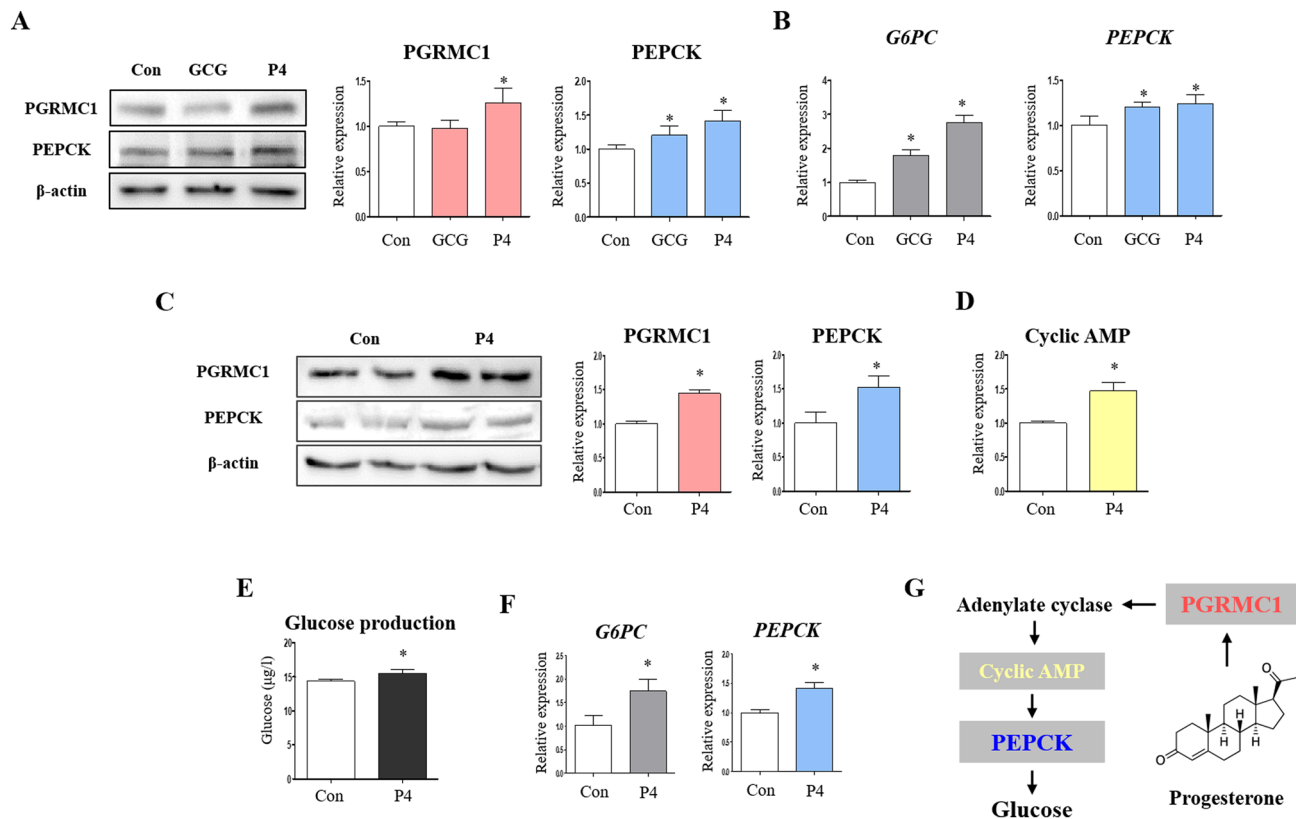 A
Con GCG P4
PGRMC1
PEPCK
β-actin
PGRMC1
Relative expression
1.5
1.0
0.5
0.0
Con GCG P4
PEPCK
Relative expression
2.0
1.5
1.0
0.5
0.0
* *
Con GCG P4
*
B
G6PC
Relative expression
4
3
2
1
0
* *
Con GCG P4
PEPCK
Relative expression
1.5
1.0
0.5
0.0
* *
Con GCG P4
C
Con P4
PGRMC1
PEPCK
β-actin
PGRMC1
Relative expression
2.0
1.5
1.0
0.5
0.0
*
Con P4
PEPCK
Relative expression
2.0
1.5
1.0
0.5
0.0
*
Con P4
D
Cyclic AMP
Relative expression
2.0
1.5
1.0
0.5
0.0
*
Con P4
E
Glucose production
Glucose (µg/l)
20
15
10
5
0
*
Con P4
F
G6PC
Relative expression
2.5
2.0
1.5
1.0
0.5
0.0
*
Con P4
PEPCK
Relative expression
2.0
1.5
1.0
0.5
0.0
*
Con P4
G
Adenylate cyclase
PGRMC1
Cyclic AMP
PEPCK
Glucose
O
H
H H
O
Progesterone